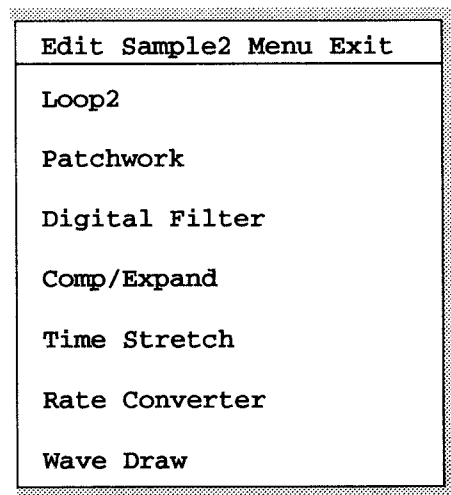 Edit Sample2 Menu Exit
Loop2
Patchwork
Digital Filter
Comp/Expand
Time Stretch
Rate Converter
Wave Draw